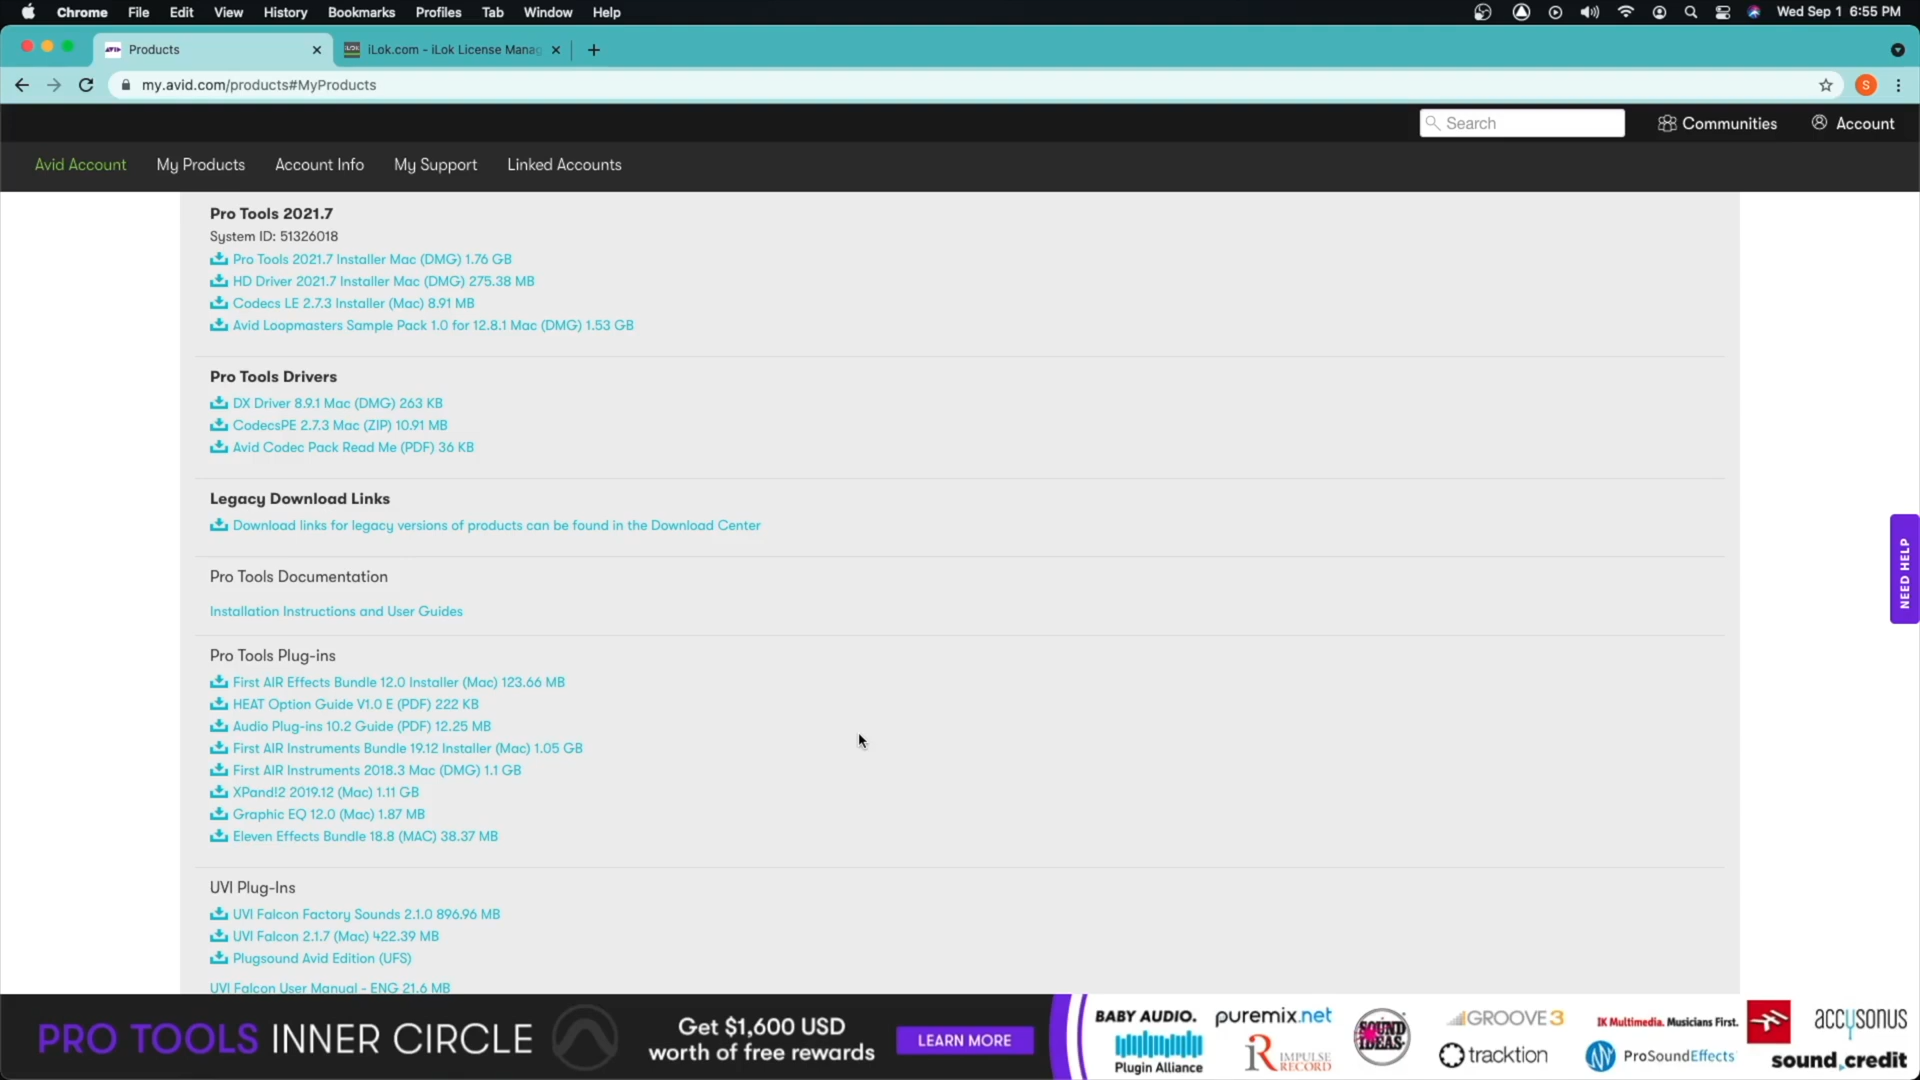 Chrome File Edit View History Bookmarks Profiles Tab Window Help Wed Sep 1 6:55 PM
Products iLok.com - iLok License Manag
my.avid.com/products#MyProducts S
Search Communities Account
Avid Account My Products Account Info My Support Linked Accounts
Pro Tools 2021.7
System ID: 51326018
Pro Tools 2021.7 Installer Mac (DMG) 1.76 GB
HD Driver 2021.7 Installer Mac (DMG) 275.38 MB
Codecs LE 2.7.3 Installer (Mac) 8.91 MB
Avid Loopmasters Sample Pack 1.0 for 12.8.1 Mac (DMG) 1.53 GB
Pro Tools Drivers
DX Driver 8.9.1 Mac (DMG) 263 KB
CodecsPE 2.7.3 Mac (ZIP) 10.91 MB
Avid Codec Pack Read Me (PDF) 36 KB
Legacy Download Links
Download links for legacy versions of products can be found in the Download Center
NEED HELP
Pro Tools Documentation
Installation Instructions and User Guides
Pro Tools Plug-ins
First AIR Effects Bundle 12.0 Installer (Mac) 123.66 MB
HEAT Option Guide V1.0 E (PDF) 222 KB
Audio Plug-ins 10.2 Guide (PDF) 12.25 MB
First AIR Instruments Bundle 19.12 Installer (Mac) 1.05 GB
First AIR Instruments 2018.3 Mac (DMG) 1.1 GB
XPand!2 2019.12 (Mac) 1.11 GB
Graphic EQ 12.0 (Mac) 1.87 MB
Eleven Effects Bundle 18.8 (MAC) 38.37 MB
UVI Plug-Ins
UVI Falcon Factory Sounds 2.1.0 896.96 MB
UVI Falcon 2.1.7 (Mac) 422.39 MB
Plugsound Avid Edition (UFS)
UVI Falcon User Manual - ENG 21.6 MB
PRO TOOLS INNER CIRCLE
Get $1,600 USD
worth of free rewards
LEARN MORE
BABY AUDIO. puremix.net SOUND IDEAS GROOVE3 IK Multimedia. Musicians First. accusonus
Plugin Alliance IMPULSE RECORD tracktion ProSoundEffects sound.credit